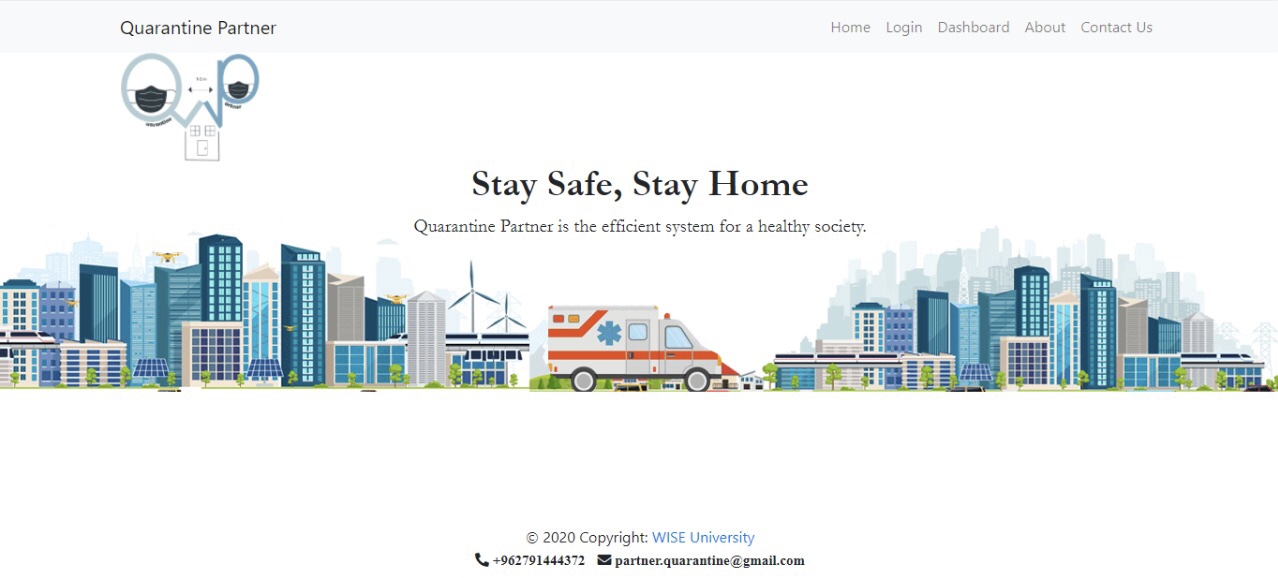 Quarantine Partner
Home Login Dashboard About Contact Us
Stay Safe, Stay Home
Quarantine Partner is the efficient system for a healthy society.
© 2020 Copyright: WISE University
+962791444372 partner.quarantine@gmail.com